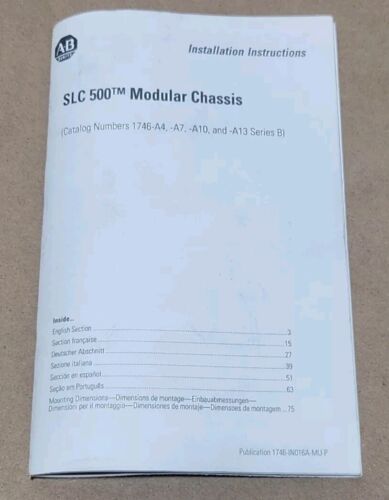 AB
Installation Instructions
SLC 500™ Modular Chassis
(Catalog Numbers 1746-A4, -A7, -A10, and -A13 Series B)
Inside...
English Section 3
Section française 15
Deutscher Abschnitt 27
Sezione italiana 39
Sección en español 51
Seção em Português 63
Mounting Dimensions—Dimensions de montage—Einbauabmessungen—
Dimensioni per il montaggio—Dimensiones de montaje—Dimensões de montagem ... 75
Publication 1746-IN016A-MU-P